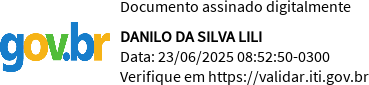 Documento assinado digitalmente
gov.br
DANILO DA SILVA LILI
Data: 23/06/2025 08:52:50-0300
Verifique em https://validar.iti.gov.br